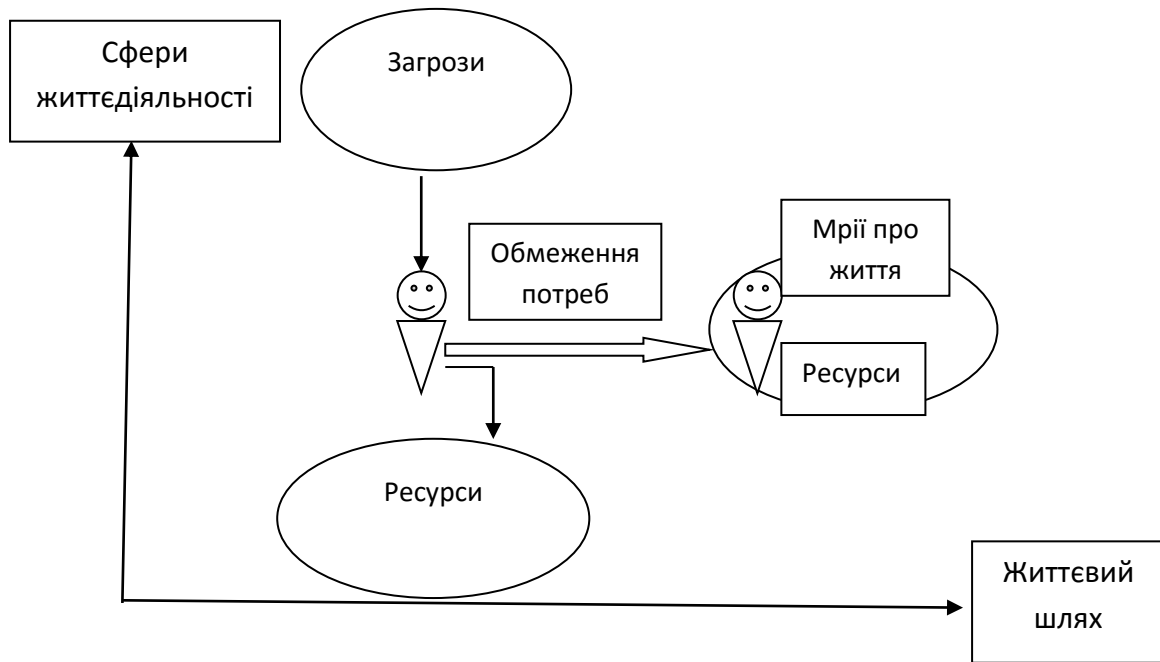 Сфери
життєдіяльності
Загрози
Мрії про
життя
Обмеження
потреб
Ресурси
Ресурси
Життєвий
шлях